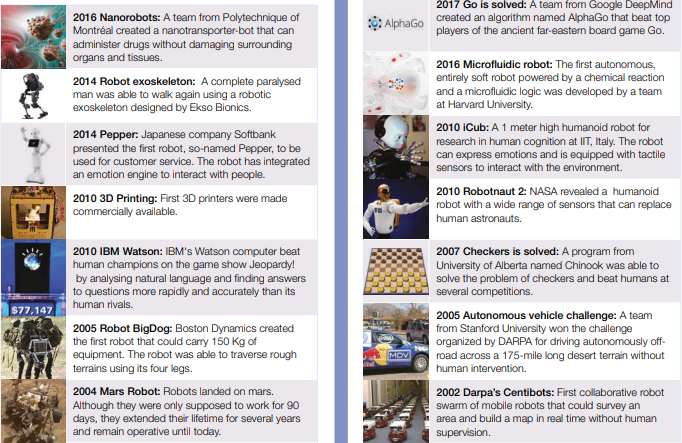 2016 Nanorobots: A team from Polytechnique of
Montréal created a nanotransporter-bot that can
administer drugs without damaging surrounding
organs and tissues.
2014 Robot exoskeleton: A complete paralysed
man was able to walk again using a robotic
exoskeleton designed by Ekso Bionics.
2014 Pepper: Japanese company Softbank
presented the first robot, so-named Pepper, to be
used for customer service. The robot has integrated
an emotion engine to interact with people.
2010 3D Printing: First 3D printers were made
commercially available.
2010 IBM Watson: IBM's Watson computer beat
human champions on the game show Jeopardy!
by analysing natural language and finding answers
to questions more rapidly and accurately than its
human rivals.
$77,147
2005 Robot BigDog: Boston Dynamics created
the first robot that could carry 150 Kg of
equipment. The robot was able to traverse rough
terrains using its four legs.
2004 Mars Robot: Robots landed on mars.
Although they were only supposed to work for 90
days, they extended their lifetime for several years
and remain operative until today.
AlphaGo
2017 Go is solved: A team from Google DeepMind
created an algorithm named AlphaGo that beat top
players of the ancient far-eastern board game Go.
2016 Microfluidic robot: The first autonomous,
entirely soft robot powered by a chemical reaction
and a microfluidic logic was developed by a team
at Harvard University.
2010 iCub: A 1 meter high humanoid robot for
research in human cognition at IIT, Italy. The robot
can express emotions and is equipped with tactile
sensors to interact with the environment.
2010 Robotnaut 2: NASA revealed a humanoid
robot with a wide range of sensors that can replace
human astronauts.
2007 Checkers is solved: A program from
University of Alberta named Chinook was able to
solve the problem of checkers and beat humans at
several competitions.
2005 Autonomous vehicle challenge: A team
from Stanford University won the challenge
organized by DARPA for driving autonomously off-
road across a 175-mile long desert terrain without
human intervention.
MOV
2002 Darpa's Centibots: First collaborative robot
swarm of mobile robots that could survey an
area and build a map in real time without human
supervision.